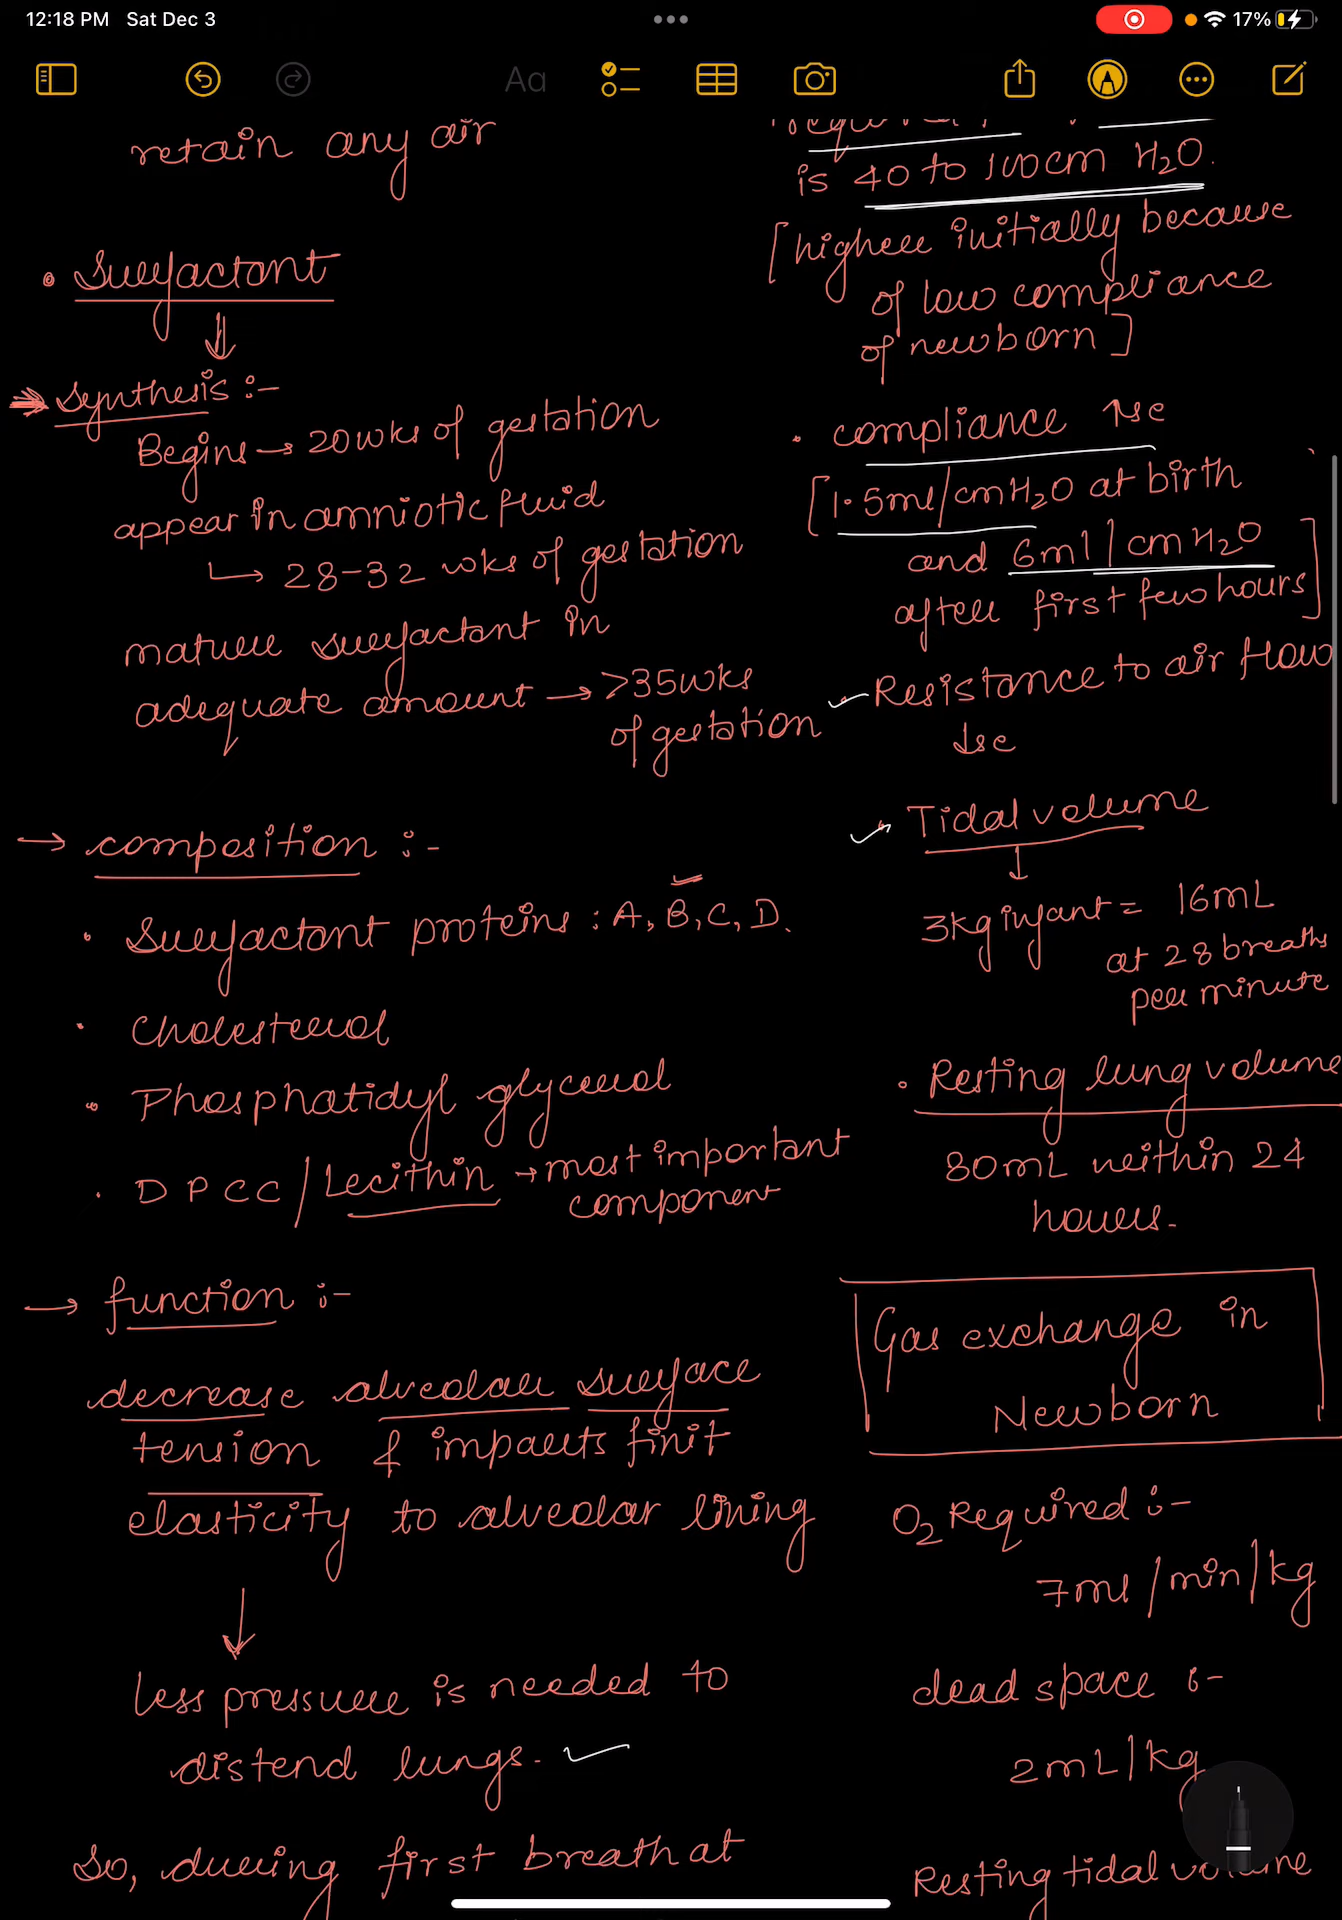 12:18 PM Sat Dec 3
17%
Aa
retain any air
• Surfactant
Synthesis :-
Begins → 20wks of gestation
appear in amniotic fluid
↳ 28-32 wks of gestation
mature surfactant in
adequate amount → >35wks
of gestation
→ composition :-
• Surfactant proteins : A, B, C, D.
• Cholesterol
• Phosphatidyl glycerol
• DPCC / Lecithin → most important
component
→ function :-
decrease alveolar surface
tension & imparts finit
elasticity to alveolar lining
↓
less pressure is needed to
distend lungs.
So, during first breath at
is 40 to 100cm H₂O.
[higher initially because
of low compliance
of newborn]
• compliance ↑se
[1.5ml/cmH₂O at birth
and 6ml/cmH₂O
after first few hours]
Resistance to air flow
↓se
• Tidal volume
↓
3kg infant = 16mL
at 28 breaths
per minute
• Resting lung volume
80mL within 24
hours.
Gas exchange in
Newborn
O₂ Required :-
7ml/min/kg
dead space :-
2mL/kg
Resting tidal volume